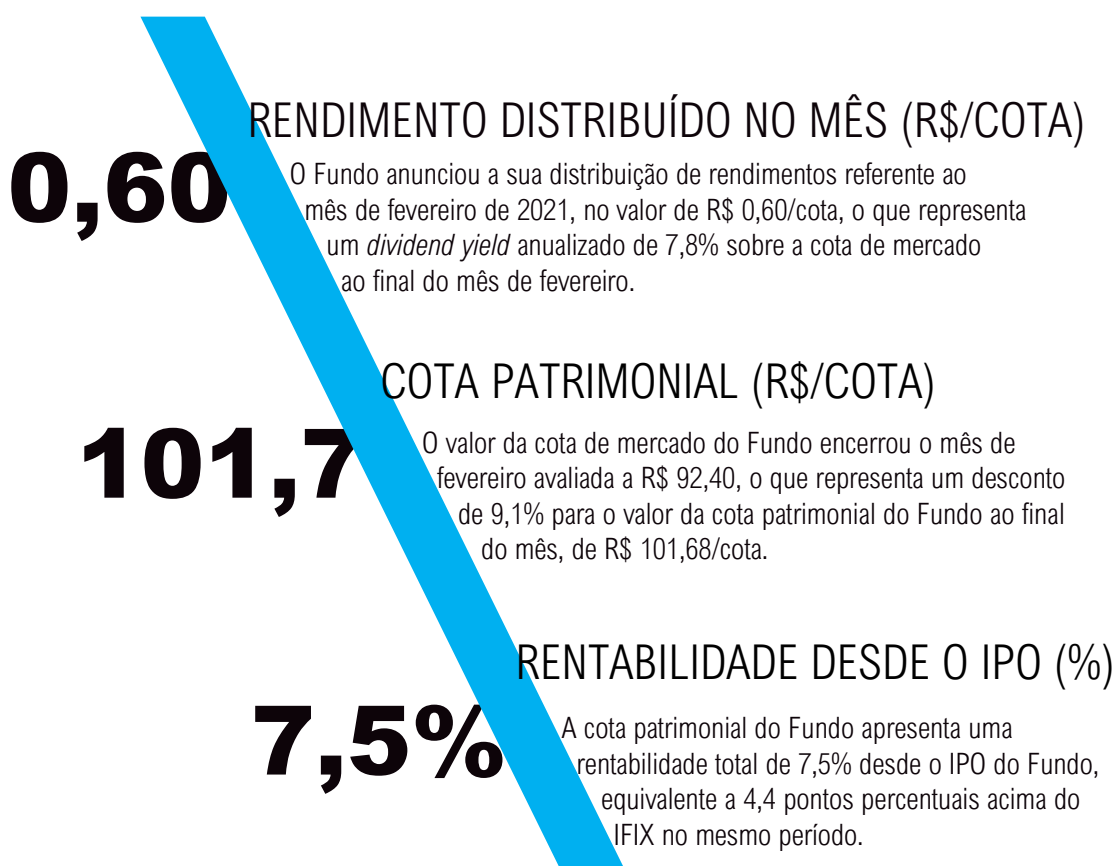 RENDIMENTO DISTRIBUÍDO NO MÊS (R$/COTA)
0,60
O Fundo anunciou a sua distribuição de rendimentos referente ao
mês de fevereiro de 2021, no valor de R$ 0,60/cota, o que representa
um dividend yield anualizado de 7,8% sobre a cota de mercado
ao final do mês de fevereiro.
COTA PATRIMONIAL (R$/COTA)
101,7
O valor da cota de mercado do Fundo encerrou o mês de
fevereiro avaliada a R$ 92,40, o que representa um desconto
de 9,1% para o valor da cota patrimonial do Fundo ao final
do mês, de R$ 101,68/cota.
RENTABILIDADE DESDE O IPO (%)
7,5%
A cota patrimonial do Fundo apresenta uma
rentabilidade total de 7,5% desde o IPO do Fundo,
equivalente a 4,4 pontos percentuais acima do
IFIX no mesmo período.